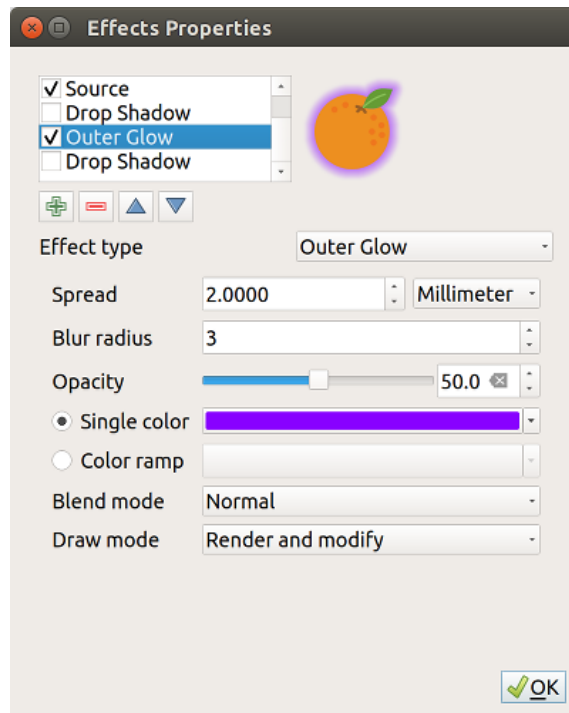 Effects Properties
Source
Drop Shadow
Outer Glow
Drop Shadow
Effect type Outer Glow
Spread 2.0000 Millimeter
Blur radius 3
Opacity 50.0
Single color
Color ramp
Blend mode Normal
Draw mode Render and modify
OK